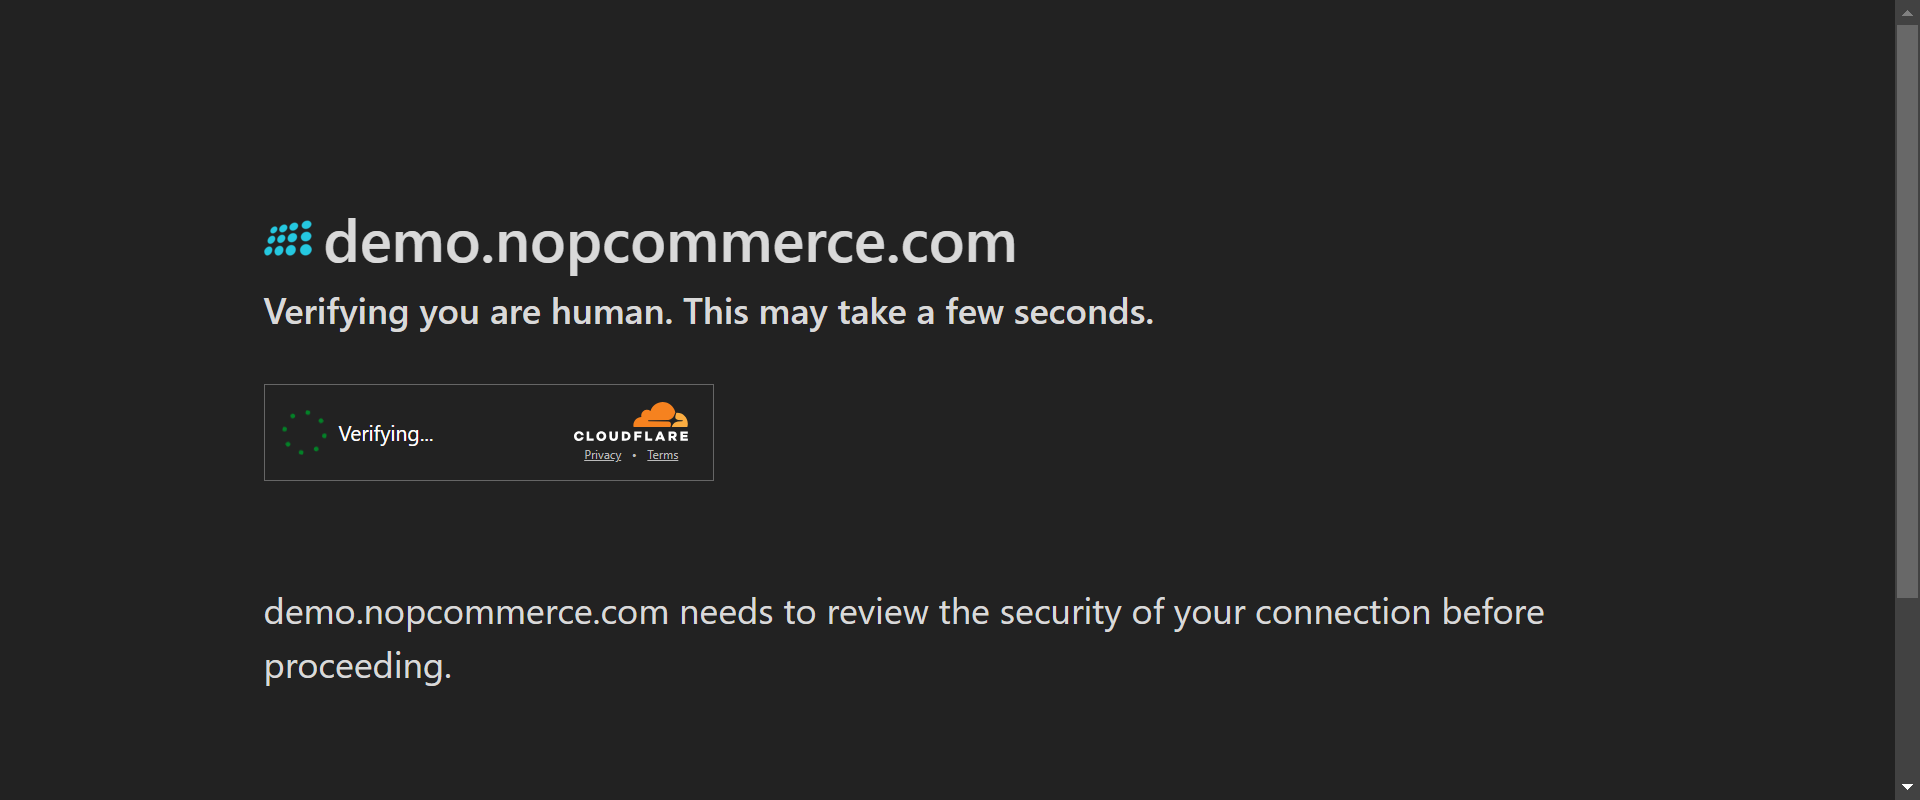 demo.nopcommerce.com
Verifying you are human. This may take a few seconds.
Verifying...
CLOUDFLARE
Privacy • Terms
demo.nopcommerce.com needs to review the security of your connection before
proceeding.